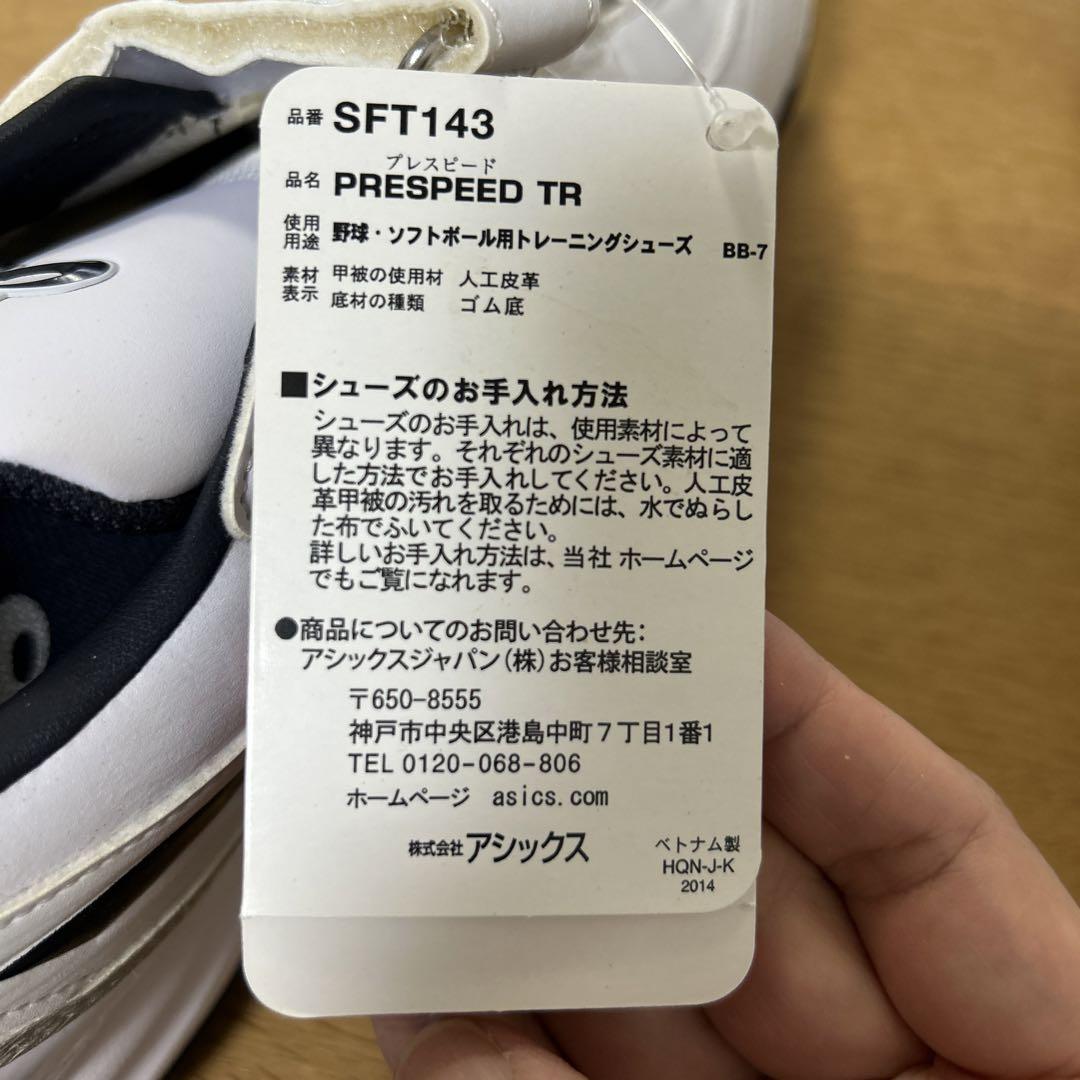 品番 SFT143
プレスピード
品名 PRESPEED TR
使用用途 野球・ソフトボール用トレーニングシューズ BB-7
素材表示 甲被の使用材 人工皮革
底材の種類 ゴム底
■シューズのお手入れ方法
シューズのお手入れは、使用素材によって
異なります。それぞれのシューズ素材に適
した方法でお手入れしてください。人工皮
革甲被の汚れを取るためには、水でぬらし
た布でふいてください。
詳しいお手入れ方法は、当社 ホームページ
でもご覧になれます。
●商品についてのお問い合わせ先:
アシックスジャパン(株)お客様相談室
〒650-8555
神戸市中央区港島中町7丁目1番1
TEL 0120-068-806
ホームページ asics.com
株式会社アシックス
ベトナム製
HQN-J-K
2014